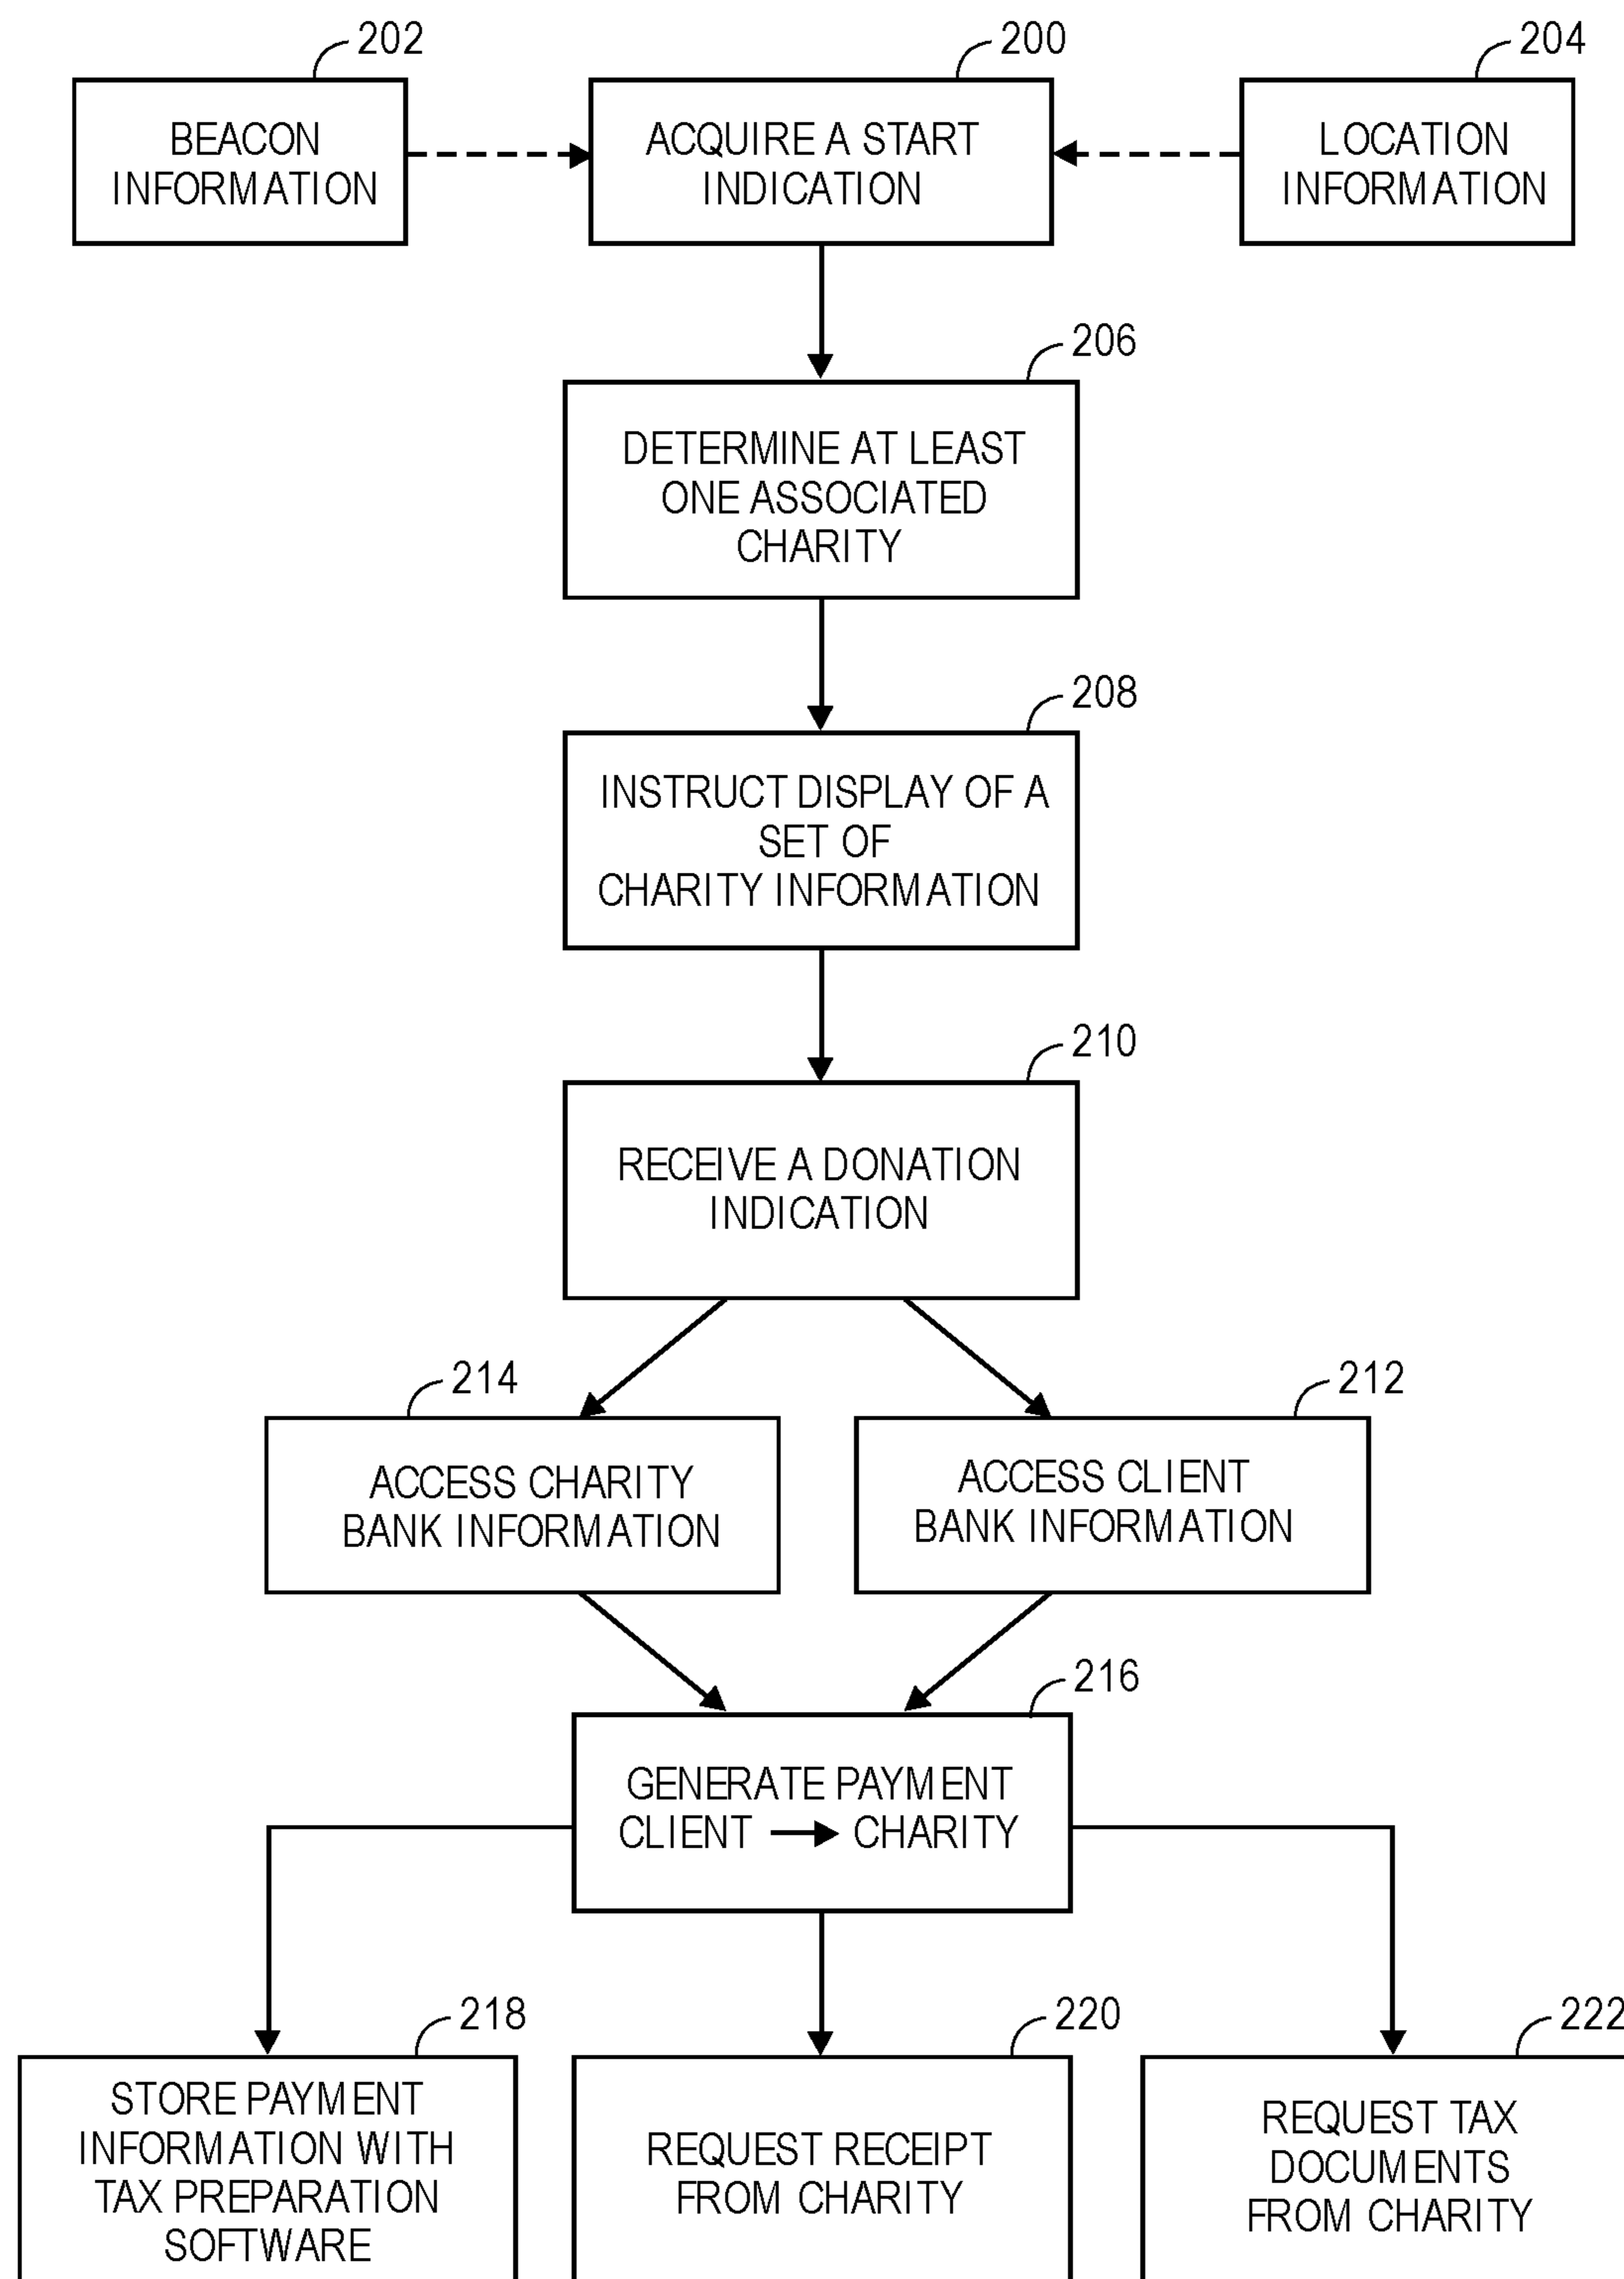 202
200
204
BEACON
INFORMATION
ACQUIRE A START
INDICATION
LOCATION
INFORMATION
206
DETERMINE AT LEAST
ONE ASSOCIATED
CHARITY
208
INSTRUCT DISPLAY OF A
SET OF
CHARITY INFORMATION
210
RECEIVE A DONATION
INDICATION
214
212
ACCESS CHARITY
BANK INFORMATION
ACCESS CLIENT
BANK INFORMATION
216
GENERATE PAYMENT
CLIENT → CHARITY
218
220
222
STORE PAYMENT
INFORMATION WITH
TAX PREPARATION
SOFTWARE
REQUEST RECEIPT
FROM CHARITY
REQUEST TAX
DOCUMENTS
FROM CHARITY